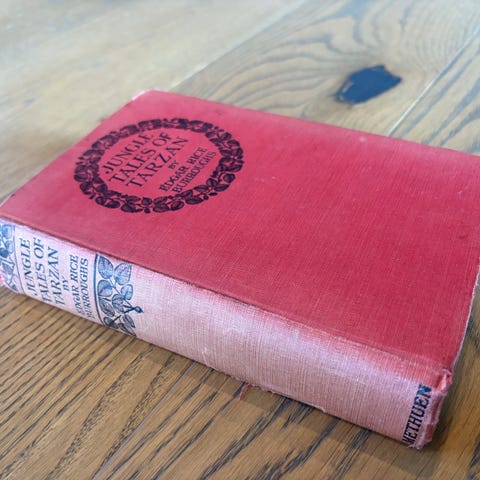 JUNGLE
TALES OF
TARZAN
BY
EDGAR RICE
BURROUGHS
JUNGLE
TALES OF
TARZAN
BY
EDGAR RICE
BURROUGHS
METHUEN